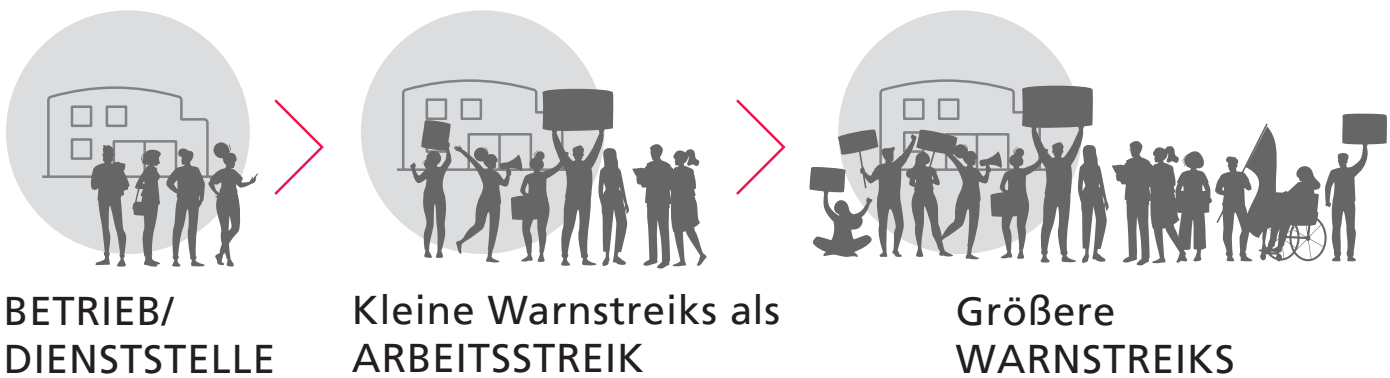 BETRIEB/
DIENSTSTELLE
Kleine Warnstreiks als
ARBEITSSTREIK
Größere
WARNSTREIKS